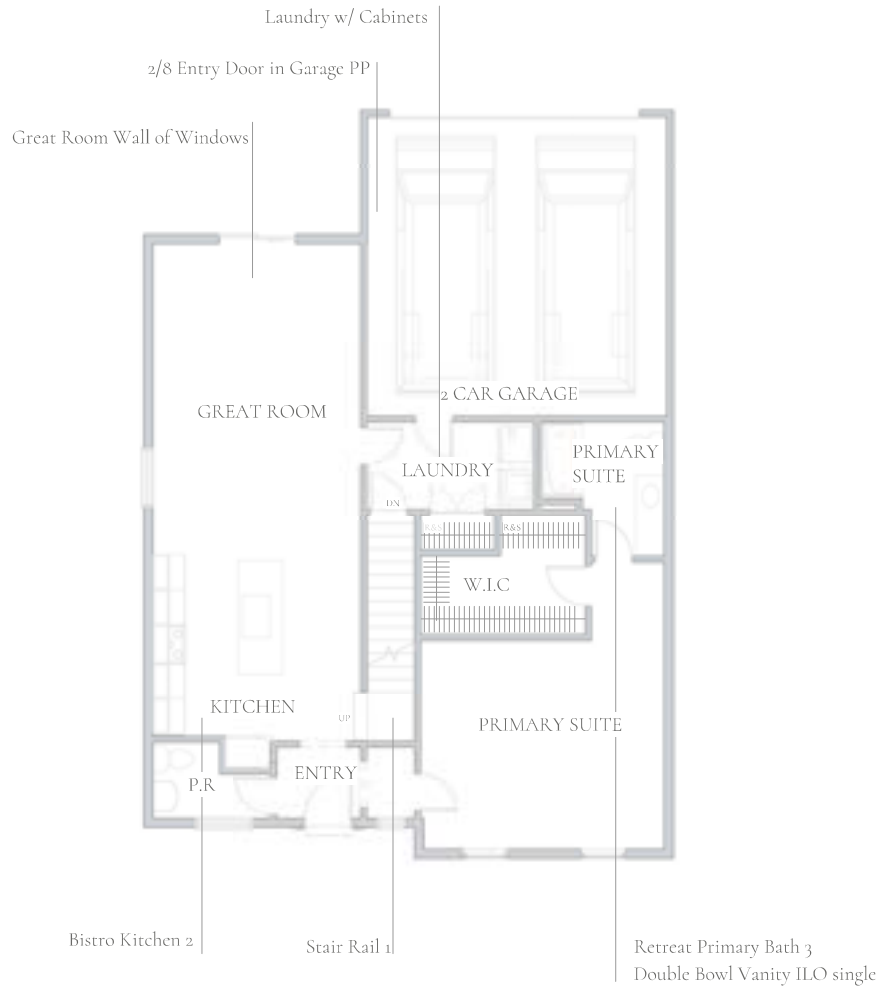 Laundry w/ Cabinets
2/8 Entry Door in Garage PP
Great Room Wall of Windows
2 CAR GARAGE
GREAT ROOM
PRIMARY
SUITE
LAUNDRY
DN
R&S
R&S
W.I.C
KITCHEN
UP
PRIMARY SUITE
ENTRY
P.R
Bistro Kitchen 2
Stair Rail 1
Retreat Primary Bath 3
Double Bowl Vanity ILO single